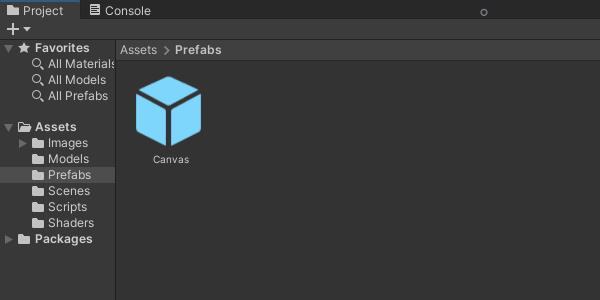 Project Console
Favorites
All Materials
All Models
All Prefabs
Assets
Images
Models
Prefabs
Scenes
Scripts
Shaders
Packages
Assets > Prefabs
Canvas